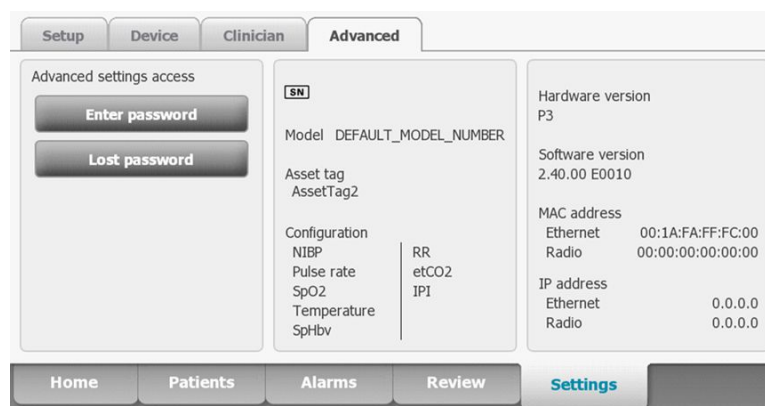 Setup Device Clinician Advanced
Advanced settings access
Enter password
Lost password
SN
Model DEFAULT_MODEL_NUMBER
Asset tag
AssetTag2
Configuration
NIBP
Pulse rate
SpO2
Temperature
SpHbv
RR
etCO2
IPI
Hardware version
P3
Software version
2.40.00 E0010
MAC address
Ethernet 00:1A:FA:FF:FC:00
Radio 00:00:00:00:00:00
IP address
Ethernet 0.0.0.0
Radio 0.0.0.0
Home Patients Alarms Review Settings